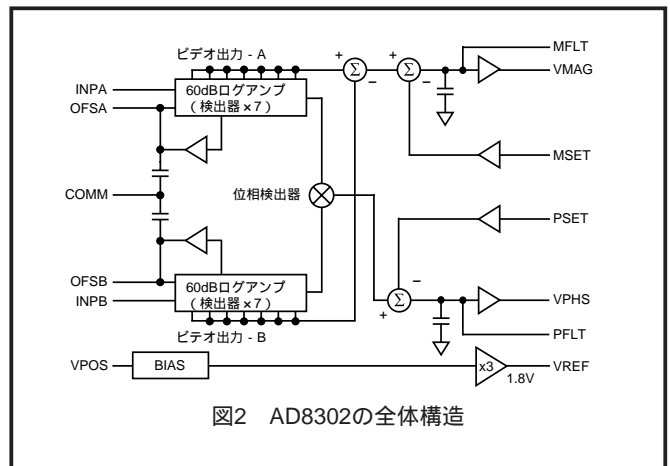 ビデオ出力 - A
MFLT
VMAG
INPA
OFSA
60dBログアンプ
(検出器×7)
MSET
COMM
位相検出器
PSET
OFSB
INPB
60dBログアンプ
(検出器×7)
VPHS
ビデオ出力 - B
PFLT
VPOS
BIAS
x3
1.8V
VREF
Σ
+
−
Σ
+
−
Σ
+
−
図2 AD8302の全体構造